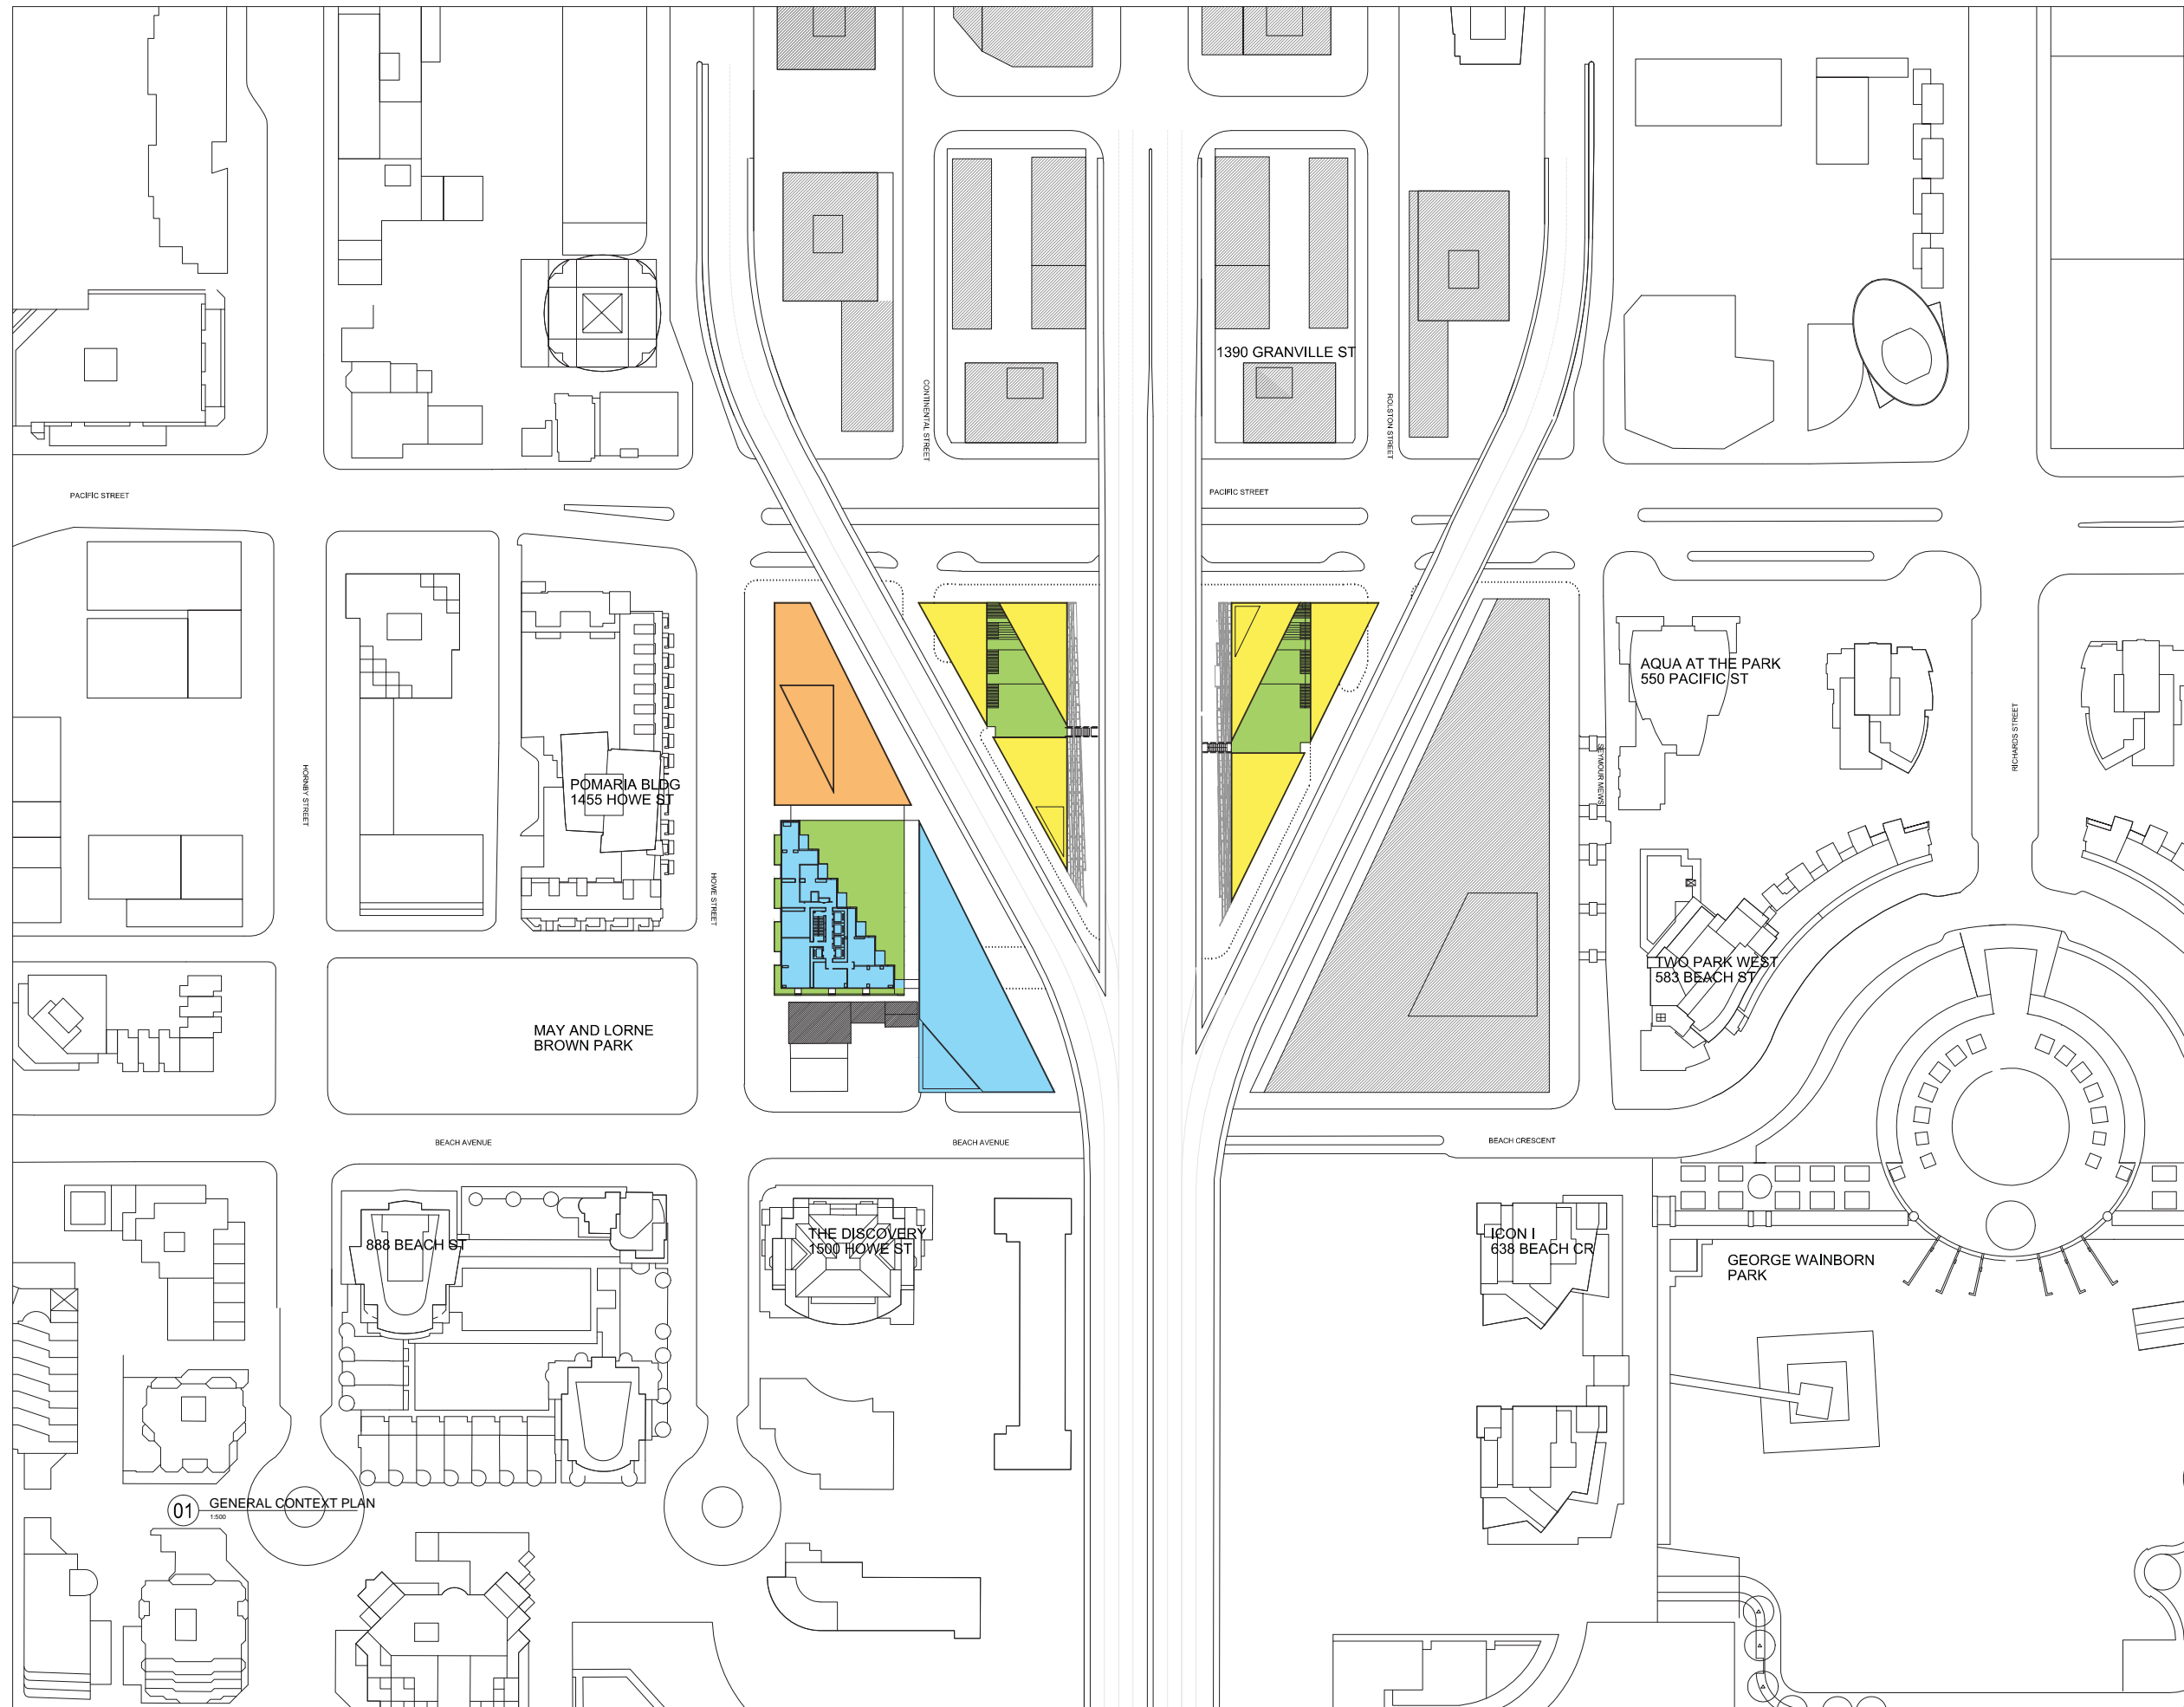 1390 GRANVILLE ST
CONTINENTAL STREET
ROLSTON STREET
PACIFIC STREET
PACIFIC STREET
AQUA AT THE PARK
550 PACIFIC ST
RICHARDS STREET
SEYMOUR MEWS
HORNBY STREET
POMARIA BLDG
1455 HOWE ST
HOWE STREET
TWO PARK WEST
583 BEACH ST
MAY AND LORNE
BROWN PARK
BEACH AVENUE
BEACH AVENUE
BEACH CRESCENT
888 BEACH ST
THE DISCOVERY
1500 HOWE ST
ICON I
638 BEACH CR
GEORGE WAINBORN
PARK
01
GENERAL CONTEXT PLAN
1:500